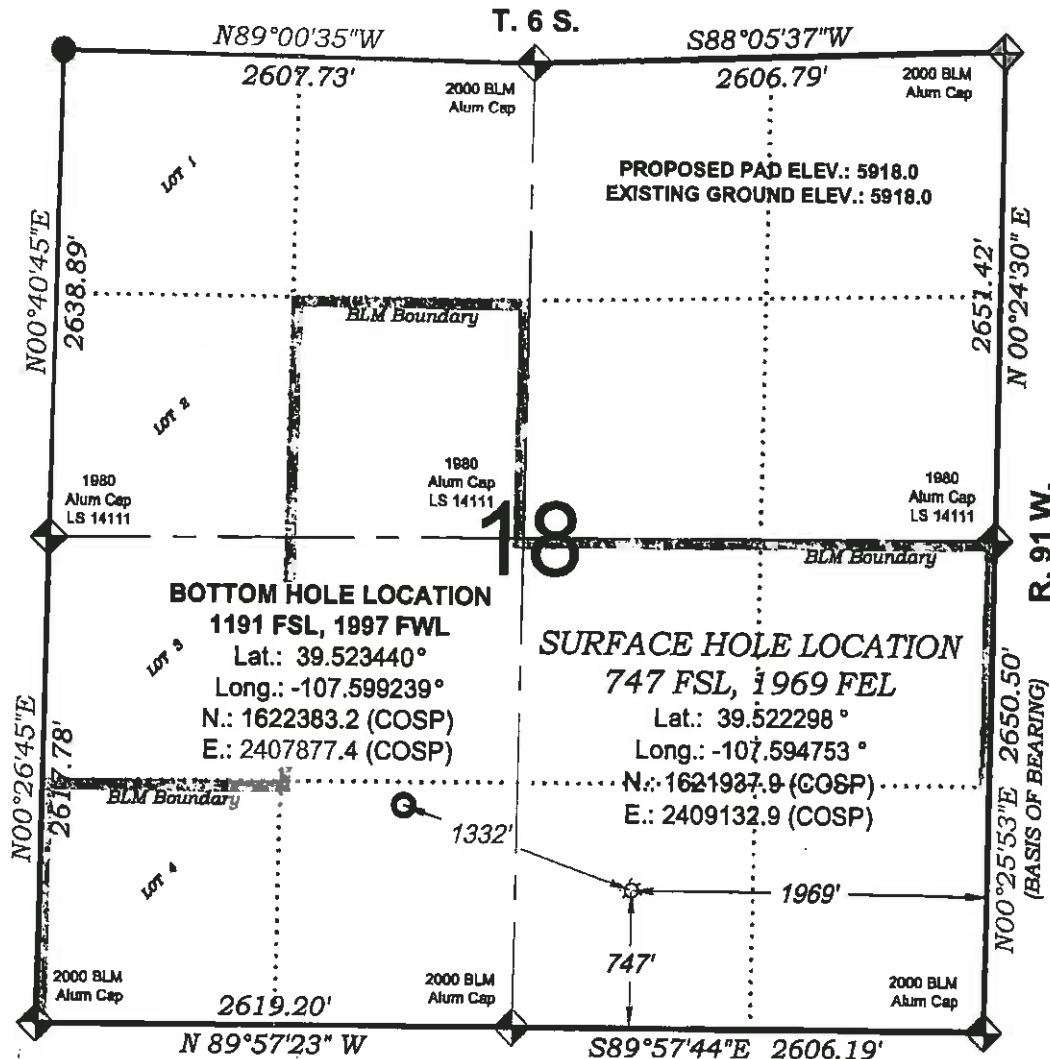 T. 6 S.
N89°00'35"W
S88°05'37"W
2607.73'
2606.79'
2000 BLM
Alum Cap
2000 BLM
Alum Cap
LOT 1
PROPOSED PAD ELEV.: 5918.0
EXISTING GROUND ELEV.: 5918.0
N00°40'45"E
2638.89'
2651.42'
N 00°24'30" E
BLM Boundary
LOT 2
1980
Alum Cap
LS 14111
1980
Alum Cap
LS 14111
1980
Alum Cap
LS 14111
18
R. 91 W.
BLM Boundary
BOTTOM HOLE LOCATION
1191 FSL, 1997 FWL
Lat.: 39.523440°
Long.: -107.599239°
N.: 1622383.2 (COSP)
E.: 2407877.4 (COSP)
LOT 3
SURFACE HOLE LOCATION
747 FSL, 1969 FEL
Lat.: 39.522298 °
Long.: -107.594753 °
N.: 1621937.9 (COSP)
E.: 2409132.9 (COSP)
N00°26'45"E
2617.78'
N00°25'53"E 2650.50'
(BASIS OF BEARING)
BLM Boundary
1332'
LOT 4
1969'
747'
2000 BLM
Alum Cap
2000 BLM
Alum Cap
2000 BLM
Alum Cap
2619.20'
N 89°57'23" W
S89°57'44"E 2606.19'